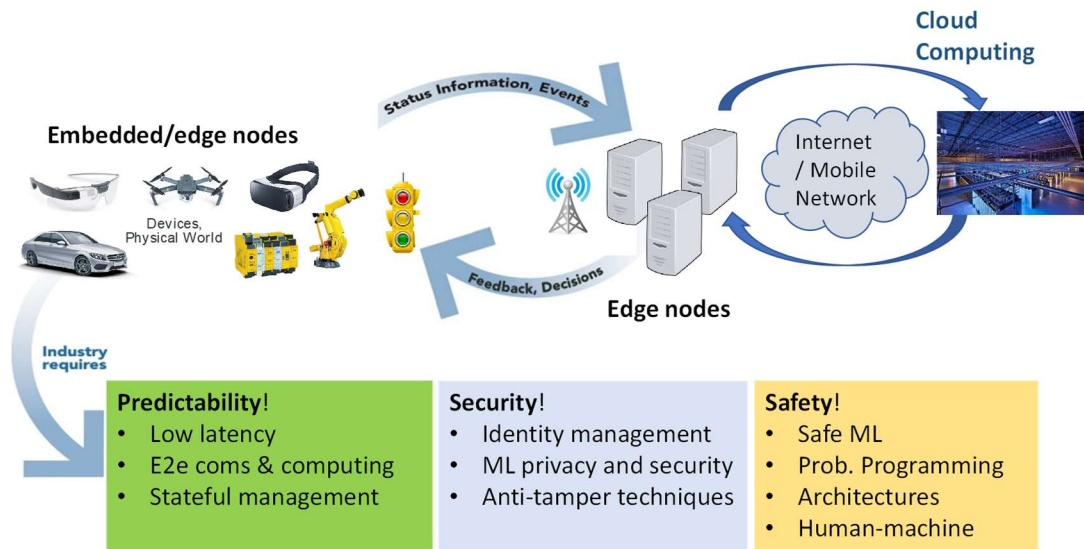 Cloud
Computing
Status Information, Events
Embedded/edge nodes
Internet
/ Mobile
Network
Devices,
Physical World
Feedback, Decisions
Edge nodes
Industry
requires
Predictability!
• Low latency
• E2e coms & computing
• Stateful management
Security!
• Identity management
• ML privacy and security
• Anti-tamper techniques
Safety!
• Safe ML
• Prob. Programming
• Architectures
• Human-machine